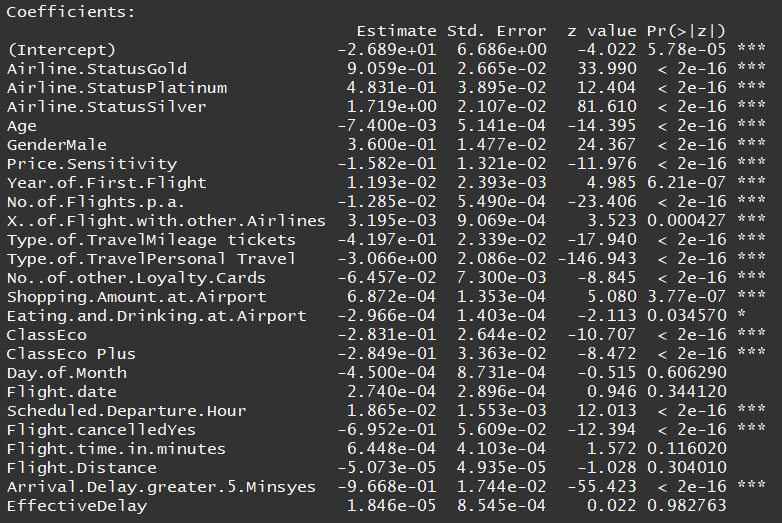 Coefficients:
Estimate Std. Error z value Pr(>|z|)
(Intercept) -2.689e+01 6.686e+00 -4.022 5.78e-05 ***
Airline.StatusGold 9.059e-01 2.665e-02 33.990 < 2e-16 ***
Airline.StatusPlatinum 4.831e-01 3.895e-02 12.404 < 2e-16 ***
Airline.StatusSilver 1.719e+00 2.107e-02 81.610 < 2e-16 ***
Age -7.400e-03 5.141e-04 -14.395 < 2e-16 ***
GenderMale 3.600e-01 1.477e-02 24.367 < 2e-16 ***
Price.Sensitivity -1.582e-01 1.321e-02 -11.976 < 2e-16 ***
Year.of.First.Flight 1.193e-02 2.393e-03 4.985 6.21e-07 ***
No.of.Flights.p.a. -1.285e-02 5.490e-04 -23.406 < 2e-16 ***
X..of.Flight.with.other.Airlines 3.195e-03 9.069e-04 3.523 0.000427 ***
Type.of.TravelMileage tickets -4.197e-01 2.339e-02 -17.940 < 2e-16 ***
Type.of.TravelPersonal Travel -3.066e+00 2.086e-02 -146.943 < 2e-16 ***
No..of.other.Loyalty.Cards -6.457e-02 7.300e-03 -8.845 < 2e-16 ***
Shopping.Amount.at.Airport 6.872e-04 1.353e-04 5.080 3.77e-07 ***
Eating.and.Drinking.at.Airport -2.966e-04 1.403e-04 -2.113 0.034570 *
ClassEco -2.831e-01 2.644e-02 -10.707 < 2e-16 ***
ClassEco Plus -2.849e-01 3.363e-02 -8.472 < 2e-16 ***
Day.of.Month -4.500e-04 8.731e-04 -0.515 0.606290
Flight.date 2.740e-04 2.896e-04 0.946 0.344120
Scheduled.Departure.Hour 1.865e-02 1.553e-03 12.013 < 2e-16 ***
Flight.cancelledYes -6.952e-01 5.609e-02 -12.394 < 2e-16 ***
Flight.time.in.minutes 6.448e-04 4.103e-04 1.572 0.116020
Flight.Distance -5.073e-05 4.935e-05 -1.028 0.304010
Arrival.Delay.greater.5.Minsyes -9.668e-01 1.744e-02 -55.423 < 2e-16 ***
EffectiveDelay 1.846e-05 8.545e-04 0.022 0.982763